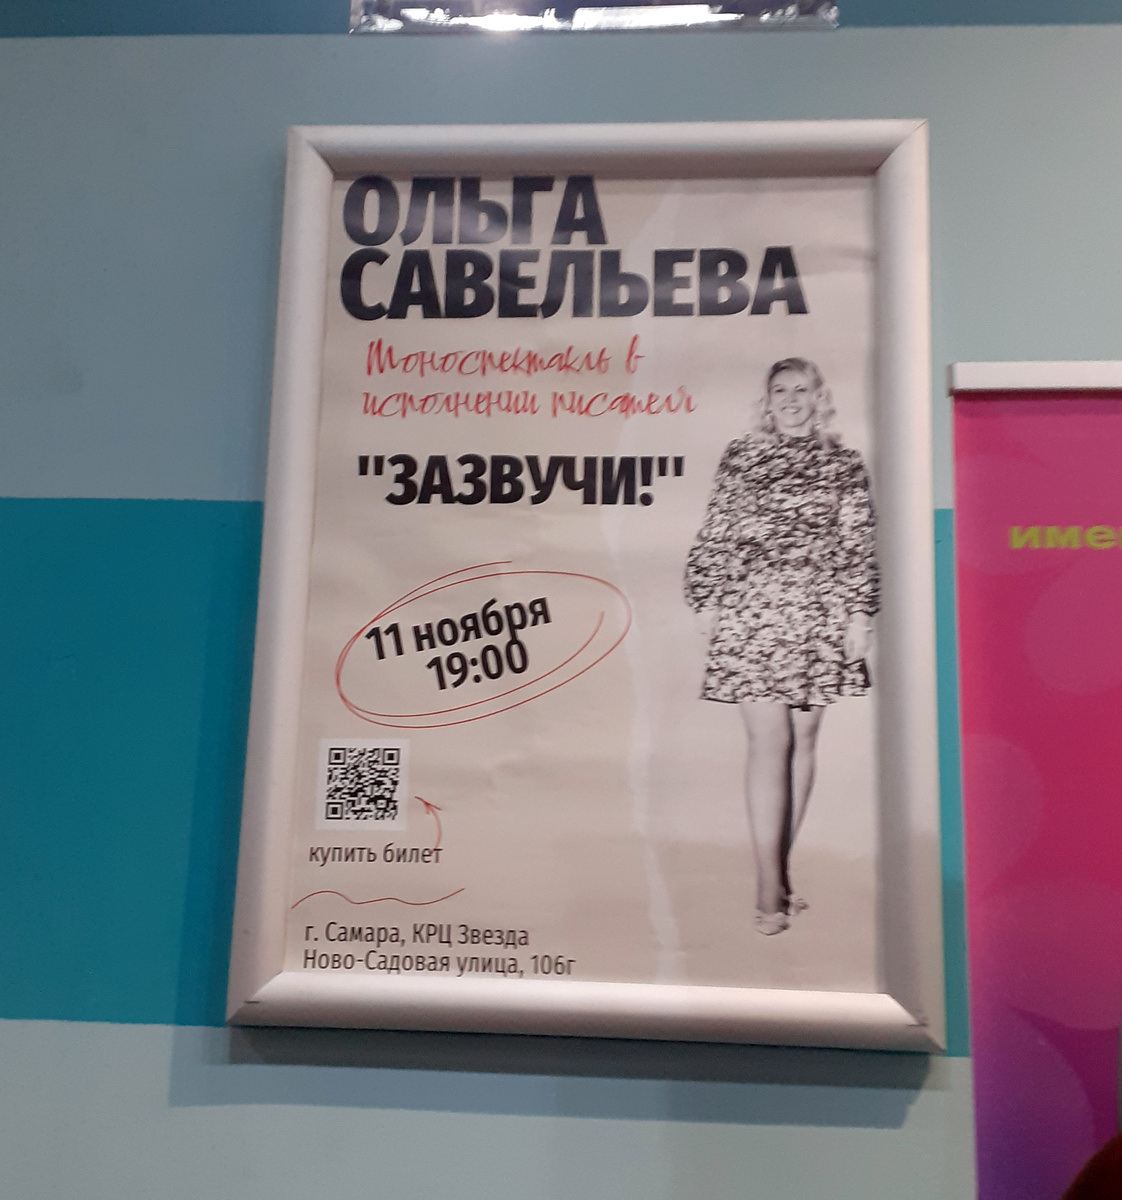 ОЛЬГА
САВЕЛЬЕВА
Моноспектакль в
исполнении писателя
"ЗАЗВУЧИ!"
11 ноября
19:00
купить билет
г. Самара, КРЦ Звезда
Ново-Садовая улица, 106г
име